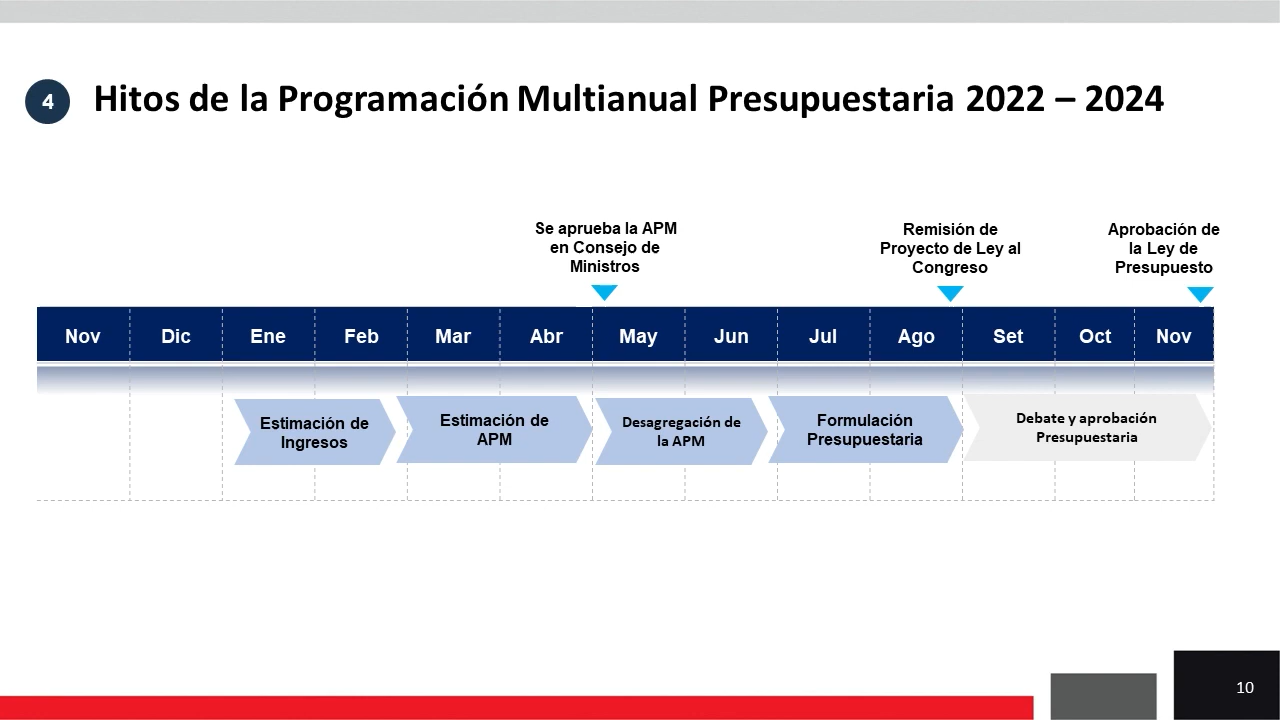 4
Hitos de la Programación Multianual Presupuestaria 2022 – 2024
Se aprueba la APM
en Consejo de
Ministros
Remisión de
Proyecto de Ley al
Congreso
Aprobación de
la Ley de
Presupuesto
Nov Dic Ene Feb Mar Abr May Jun Jul Ago Set Oct Nov
Estimación de
Ingresos
Estimación de
APM
Desagregación de
la APM
Formulación
Presupuestaria
Debate y aprobación
Presupuestaria
10